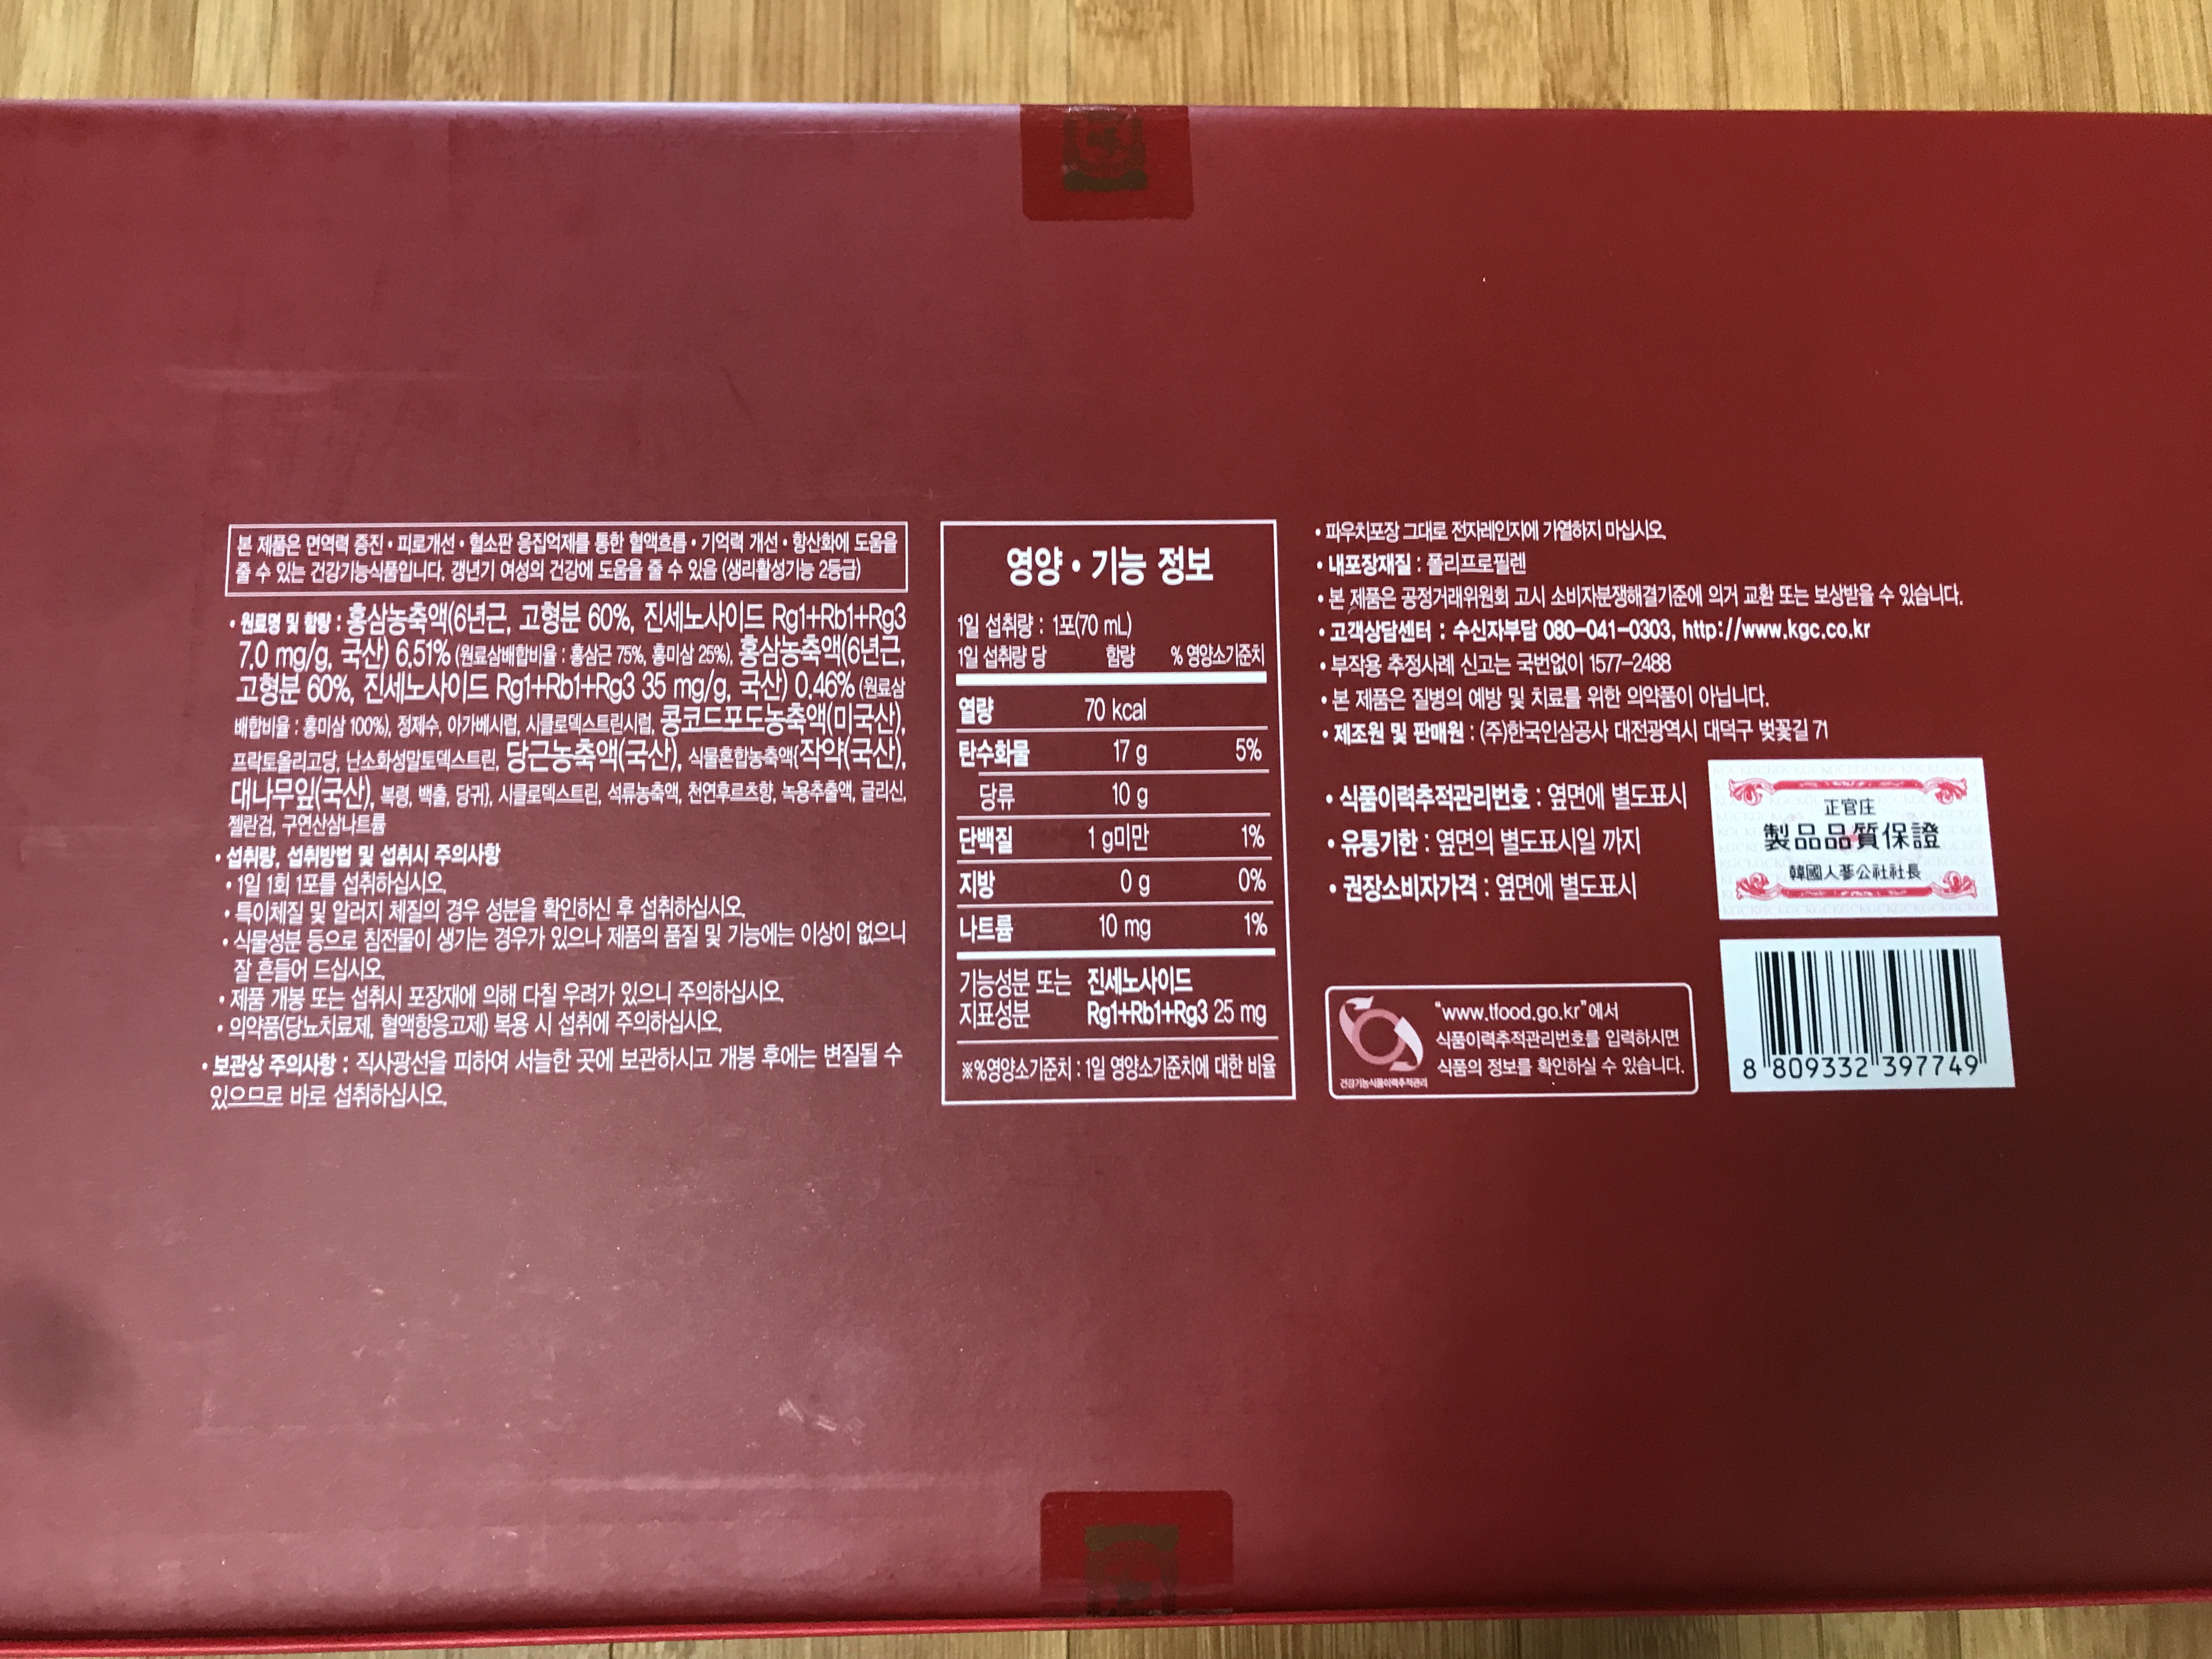 본 제품은 면역력 증진 • 피로개선 • 혈소판 응집억제를 통한 혈액흐름 • 기억력 개선 • 항산화에 도움을
줄 수 있는 건강기능식품입니다. 갱년기 여성의 건강에 도움을 줄 수 있음 (생리활성기능 2등급)
• 원료명 및 함량 : 홍삼농축액(6년근, 고형분 60%, 진세노사이드 Rg1+Rb1+Rg3
7.0 mg/g, 국산) 6.51% (원료삼배합비율 : 홍삼근 75%, 홍미삼 25%), 홍삼농축액(6년근,
고형분 60%, 진세노사이드 Rg1+Rb1+Rg3 35 mg/g, 국산) 0.46% (원료삼
배합비율 : 홍미삼 100%), 정제수, 아가베시럽, 시클로덱스트린시럽, 콩코드포도농축액(미국산),
프락토올리고당, 난소화성말토덱스트린, 당근농축액(국산), 식물혼합농축액{작약(국산),
대나무잎(국산), 복령, 백출, 당귀}, 시클로덱스트린, 석류농축액, 천연후르츠향, 녹용추출액, 글리신,
젤란검, 구연산삼나트륨
• 섭취량, 섭취방법 및 섭취시 주의사항
• 1일 1회 1포를 섭취하십시오.
• 특이체질 및 알러지 체질의 경우 성분을 확인하신 후 섭취하십시오.
• 식물성분 등으로 침전물이 생기는 경우가 있으나 제품의 품질 및 기능에는 이상이 없으니
잘 흔들어 드십시오.
• 제품 개봉 또는 섭취시 포장재에 의해 다칠 우려가 있으니 주의하십시오.
• 의약품(당뇨치료제, 혈액항응고제) 복용 시 섭취에 주의하십시오.
• 보관상 주의사항 : 직사광선을 피하여 서늘한 곳에 보관하시고 개봉 후에는 변질될 수
있으므로 바로 섭취하십시오.
영양 • 기능 정보
1일 섭취량 : 1포(70 mL)
1일 섭취량 당 함량 % 영양소기준치
열량 70 kcal
탄수화물 17 g 5%
당류 10 g
단백질 1 g미만 1%
지방 0 g 0%
나트륨 10 mg 1%
기능성분 또는 진세노사이드
지표성분 Rg1+Rb1+Rg3 25 mg
※%영양소기준치 : 1일 영양소기준치에 대한 비율
• 파우치포장 그대로 전자레인지에 가열하지 마십시오.
• 내포장재질 : 폴리프로필렌
• 본 제품은 공정거래위원회 고시 소비자분쟁해결기준에 의거 교환 또는 보상받을 수 있습니다.
• 고객상담센터 : 수신자부담 080-041-0303, http://www.kgc.co.kr
• 부작용 추정사례 신고는 국번없이 1577-2488
• 본 제품은 질병의 예방 및 치료를 위한 의약품이 아닙니다.
• 제조원 및 판매원 : (주)한국인삼공사 대전광역시 대덕구 벚꽃길 71
• 식품이력추적관리번호 : 옆면에 별도표시
• 유통기한 : 옆면의 별도표시일 까지
• 권장소비자가격 : 옆면에 별도표시
正官庄
製品品質保證
韓國人蔘公社社長
"www.tfood.go.kr"에서
식품이력추적관리번호를 입력하시면
식품의 정보를 확인하실 수 있습니다.
건강기능식품이력추적관리
8 809332 397749